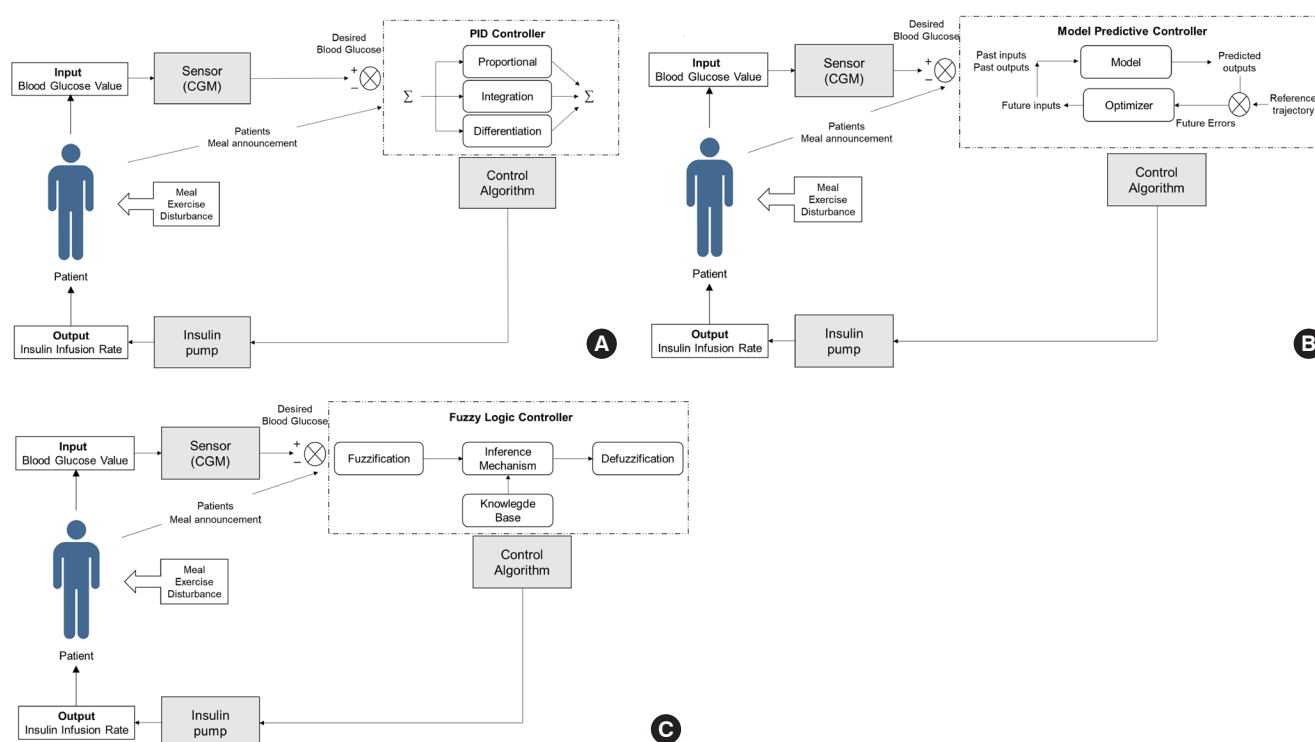 Desired
Blood Glucose
PID Controller
Input
Blood Glucose Value
Sensor
(CGM)
+
−
Σ
Proportional
Integration
Differentiation
Σ
Patients
Meal announcement
Control
Algorithm
Meal
Exercise
Disturbance
Patient
Output
Insulin Infusion Rate
Insulin
pump
A
Desired
Blood Glucose
Model Predictive Controller
Input
Blood Glucose Value
Sensor
(CGM)
+
−
Past inputs
Past outputs
Model
Predicted
outputs
Future inputs
Optimizer
Future Errors
Reference
trajectory
Patients
Meal announcement
Control
Algorithm
Meal
Exercise
Disturbance
Patient
Output
Insulin Infusion Rate
Insulin
pump
B
Desired
Blood Glucose
Fuzzy Logic Controller
Input
Blood Glucose Value
Sensor
(CGM)
+
−
Fuzzification
Inference
Mechanism
Defuzzification
Knowlegde
Base
Patients
Meal announcement
Control
Algorithm
Meal
Exercise
Disturbance
Patient
Output
Insulin Infusion Rate
Insulin
pump
C